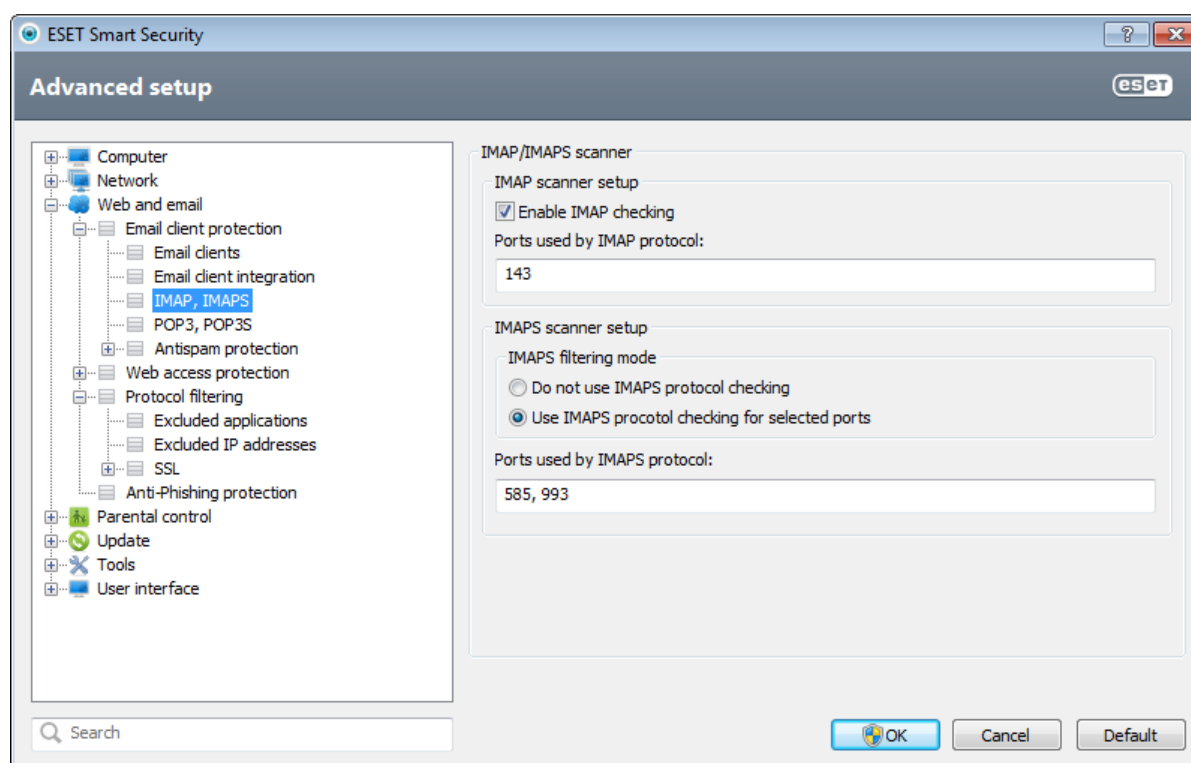 ESET Smart Security
Advanced setup
eset
Computer
Network
Web and email
Email client protection
Email clients
Email client integration
IMAP, IMAPS
POP3, POP3S
Antispam protection
Web access protection
Protocol filtering
Excluded applications
Excluded IP addresses
SSL
Anti-Phishing protection
Parental control
Update
Tools
User interface
Search
IMAP/IMAPS scanner
IMAP scanner setup
Enable IMAP checking
Ports used by IMAP protocol:
143
IMAPS scanner setup
IMAPS filtering mode
Do not use IMAPS protocol checking
Use IMAPS procotol checking for selected ports
Ports used by IMAPS protocol:
585, 993
OK
Cancel
Default